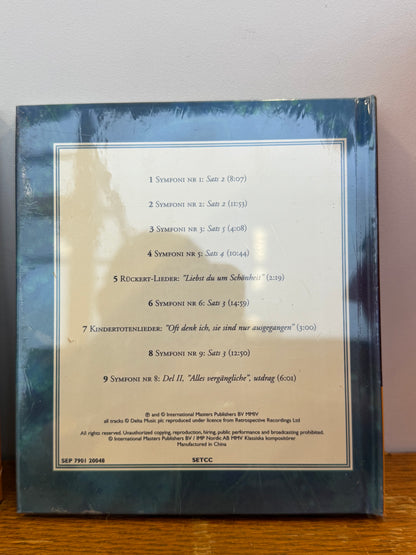 1 Symfoni nr 1: Sats 2 (8:07)
2 Symfoni nr 2: Sats 2 (11:53)
3 Symfoni nr 3: Sats 5 (4:08)
4 Symfoni nr 5: Sats 4 (10:44)
5 Rückert-Lieder: "Liebst du um Schönheit" (2:19)
6 Symfoni nr 6: Sats 3 (14:59)
7 Kindertotenlieder: "Oft denk ich, sie sind nur ausgegangen" (3:00)
8 Symfoni nr 9: Sats 3 (12:50)
9 Symfoni nr 8: Del II, "Alles vergängliche", utdrag (6:01)
℗ and © International Masters Publishers BV MMIV
all tracks © Delta Music plc reproduced under licence from Retrospective Recordings Ltd
All rights reserved. Unauthorized copying, reproduction, hiring, public performance and broadcasting prohibited.
© International Masters Publishers BV / IMP Nordic AB MMV Klassiska kompositörer
Manufactured in China
SEP 7901 20048
SETCC